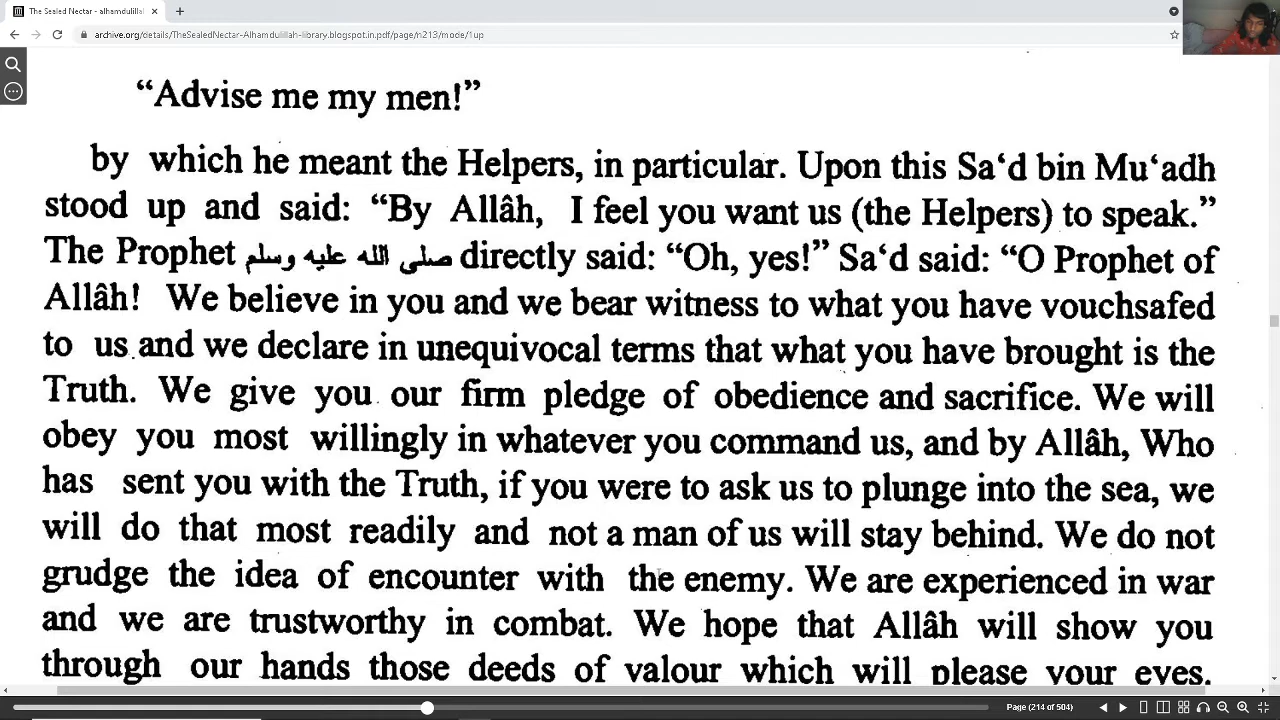 The Sealed Nectar - alhamdulillal
archive.org/details/TheSealedNectar-Alhamdulillah-library.blogspot.in.pdf/page/n213/mode/1up
“Advise me my men!”
by which he meant the Helpers, in particular. Upon this Sa‘d bin Mu‘adh
stood up and said: “By Allâh, I feel you want us (the Helpers) to speak.”
The Prophet صلى الله عليه وسلم directly said: “Oh, yes!” Sa‘d said: “O Prophet of
Allâh! We believe in you and we bear witness to what you have vouchsafed
to us and we declare in unequivocal terms that what you have brought is the
Truth. We give you our firm pledge of obedience and sacrifice. We will
obey you most willingly in whatever you command us, and by Allâh, Who
has sent you with the Truth, if you were to ask us to plunge into the sea, we
will do that most readily and not a man of us will stay behind. We do not
grudge the idea of encounter with the enemy. We are experienced in war
and we are trustworthy in combat. We hope that Allâh will show you
through our hands those deeds of valour which will please your eyes.
Page (214 of 504)